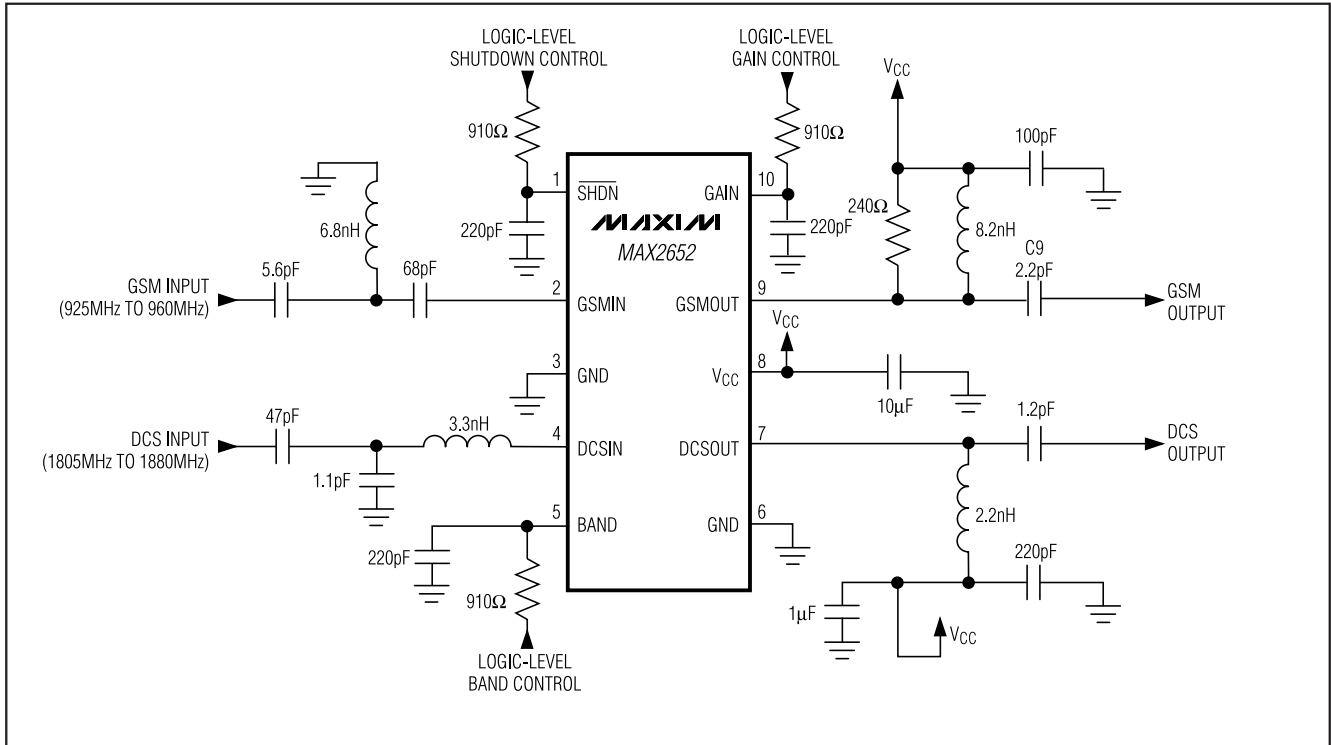 LOGIC-LEVEL
SHUTDOWN CONTROL
LOGIC-LEVEL
GAIN CONTROL
VCC
910Ω
910Ω
100pF
1
SHDN
GAIN
10
240Ω
6.8nH
220pF
MAXIM
MAX2652
220pF
8.2nH
C9
2.2pF
GSM INPUT
(925MHz TO 960MHz)
5.6pF
68pF
2
GSMIN
GSMOUT
9
GSM
OUTPUT
VCC
3
GND
VCC
8
10µF
DCS INPUT
(1805MHz TO 1880MHz)
47pF
3.3nH
4
DCSIN
DCSOUT
7
1.2pF
DCS
OUTPUT
1.1pF
2.2nH
5
BAND
GND
6
220pF
910Ω
220pF
1µF
VCC
LOGIC-LEVEL
BAND CONTROL